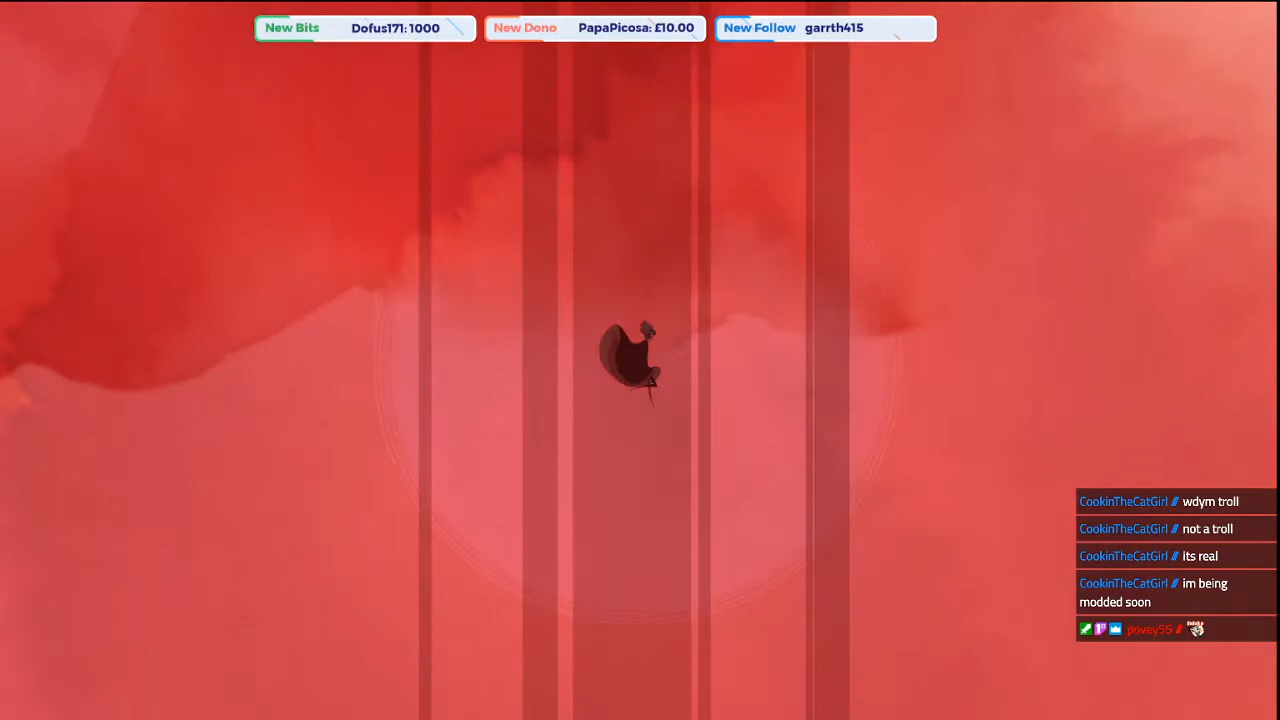 New Bits Dofus171: 1000 New Dono PapaPicosa: £10.00 New Follow garrth415
CookinTheCatGirl // wdym troll
CookinTheCatGirl // not a troll
CookinTheCatGirl // its real
CookinTheCatGirl // im being
modded soon
povey55 //